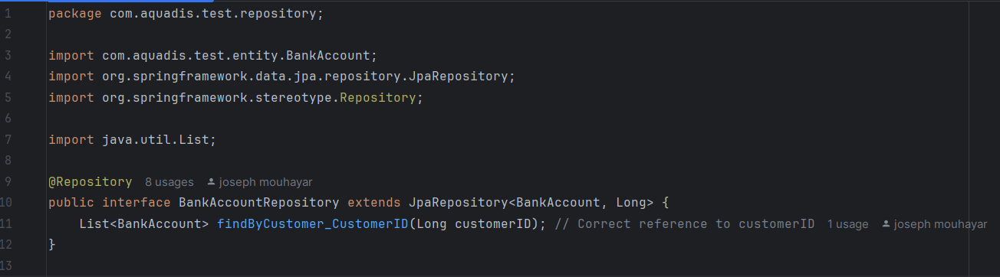 1 package com.aquadis.test.repository;
2
3 import com.aquadis.test.entity.BankAccount;
4 import org.springframework.data.jpa.repository.JpaRepository;
5 import org.springframework.stereotype.Repository;
6
7 import java.util.List;
8
9 @Repository 8 usages joseph mouhayar
10 public interface BankAccountRepository extends JpaRepository<BankAccount, Long> {
11 List<BankAccount> findByCustomer_CustomerID(Long customerID); // Correct reference to customerID 1 usage joseph mouhayar
12 }
13